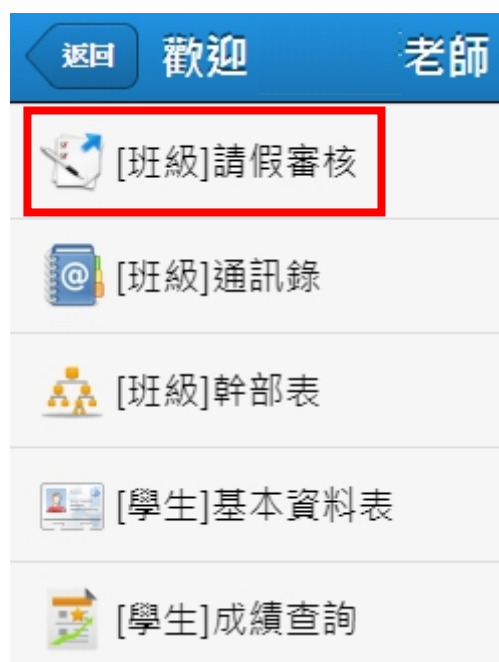 返回 歡迎 老師
[班級]請假審核
@ [班級]通訊錄
[班級]幹部表
[學生]基本資料表
[學生]成績查詢